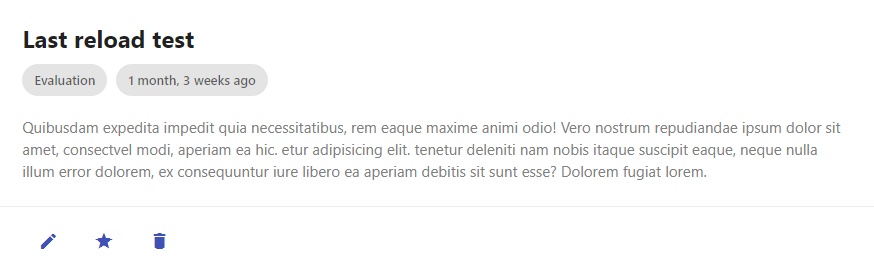 Last reload test
Evaluation
1 month, 3 weeks ago
Quibusdam expedita impedit quia necessitatibus, rem eaque maxime animi odio! Vero nostrum repudiandae ipsum dolor sit
amet, consectvel modi, aperiam ea hic. etur adipisicing elit. tenetur deleniti nam nobis itaque suscipit eaque, neque nulla
illum error dolorem, ex consequuntur iure libero ea aperiam debitis sit sunt esse? Dolorem fugiat lorem.